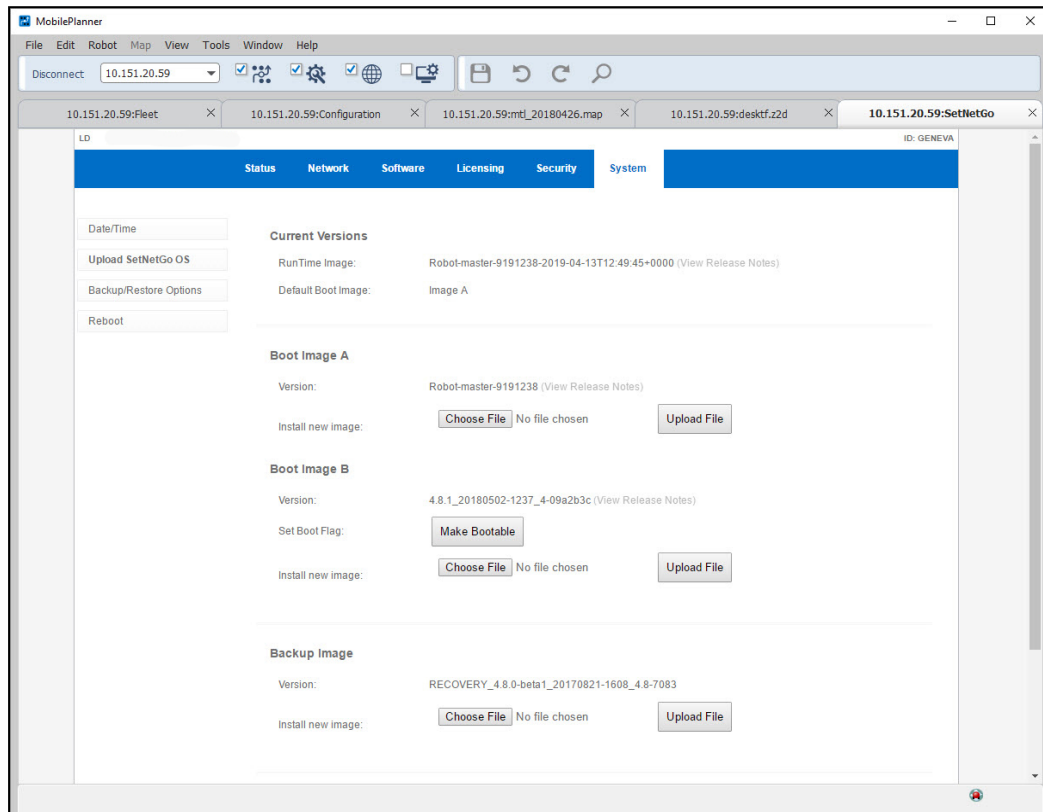 MobilePlanner
File Edit Robot Map View Tools Window Help
Disconnect 10.151.20.59
10.151.20.59:Fleet 10.151.20.59:Configuration 10.151.20.59:mtl_20180426.map 10.151.20.59:desktf.z2d 10.151.20.59:SetNetGo
LD ID: GENEVA
Status Network Software Licensing Security System
Date/Time
Upload SetNetGo OS
Backup/Restore Options
Reboot
Current Versions
RunTime Image: Robot-master-9191238-2019-04-13T12:49:45+0000 (View Release Notes)
Default Boot Image: Image A
Boot Image A
Version: Robot-master-9191238 (View Release Notes)
Install new image: Choose File No file chosen Upload File
Boot Image B
Version: 4.8.1_20180502-1237_4-09a2b3c (View Release Notes)
Set Boot Flag: Make Bootable
Install new image: Choose File No file chosen Upload File
Backup Image
Version: RECOVERY_4.8.0-beta1_20170821-1608_4.8-7083
Install new image: Choose File No file chosen Upload File